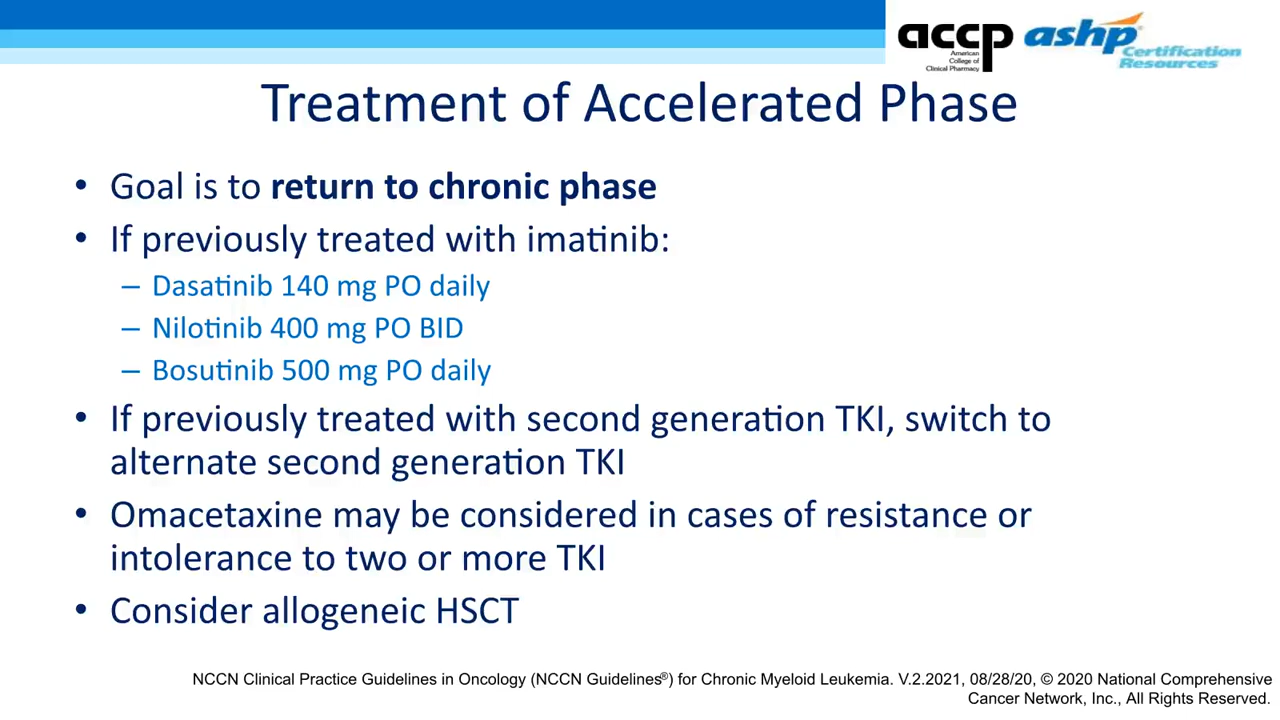 accp
American
College of
Clinical Pharmacy
ashp
Certification
Resources
Treatment of Accelerated Phase
• Goal is to return to chronic phase
• If previously treated with imatinib:
– Dasatinib 140 mg PO daily
– Nilotinib 400 mg PO BID
– Bosutinib 500 mg PO daily
• If previously treated with second generation TKI, switch to
alternate second generation TKI
• Omacetaxine may be considered in cases of resistance or
intolerance to two or more TKI
• Consider allogeneic HSCT
NCCN Clinical Practice Guidelines in Oncology (NCCN Guidelines®) for Chronic Myeloid Leukemia. V.2.2021, 08/28/20, © 2020 National Comprehensive
Cancer Network, Inc., All Rights Reserved.